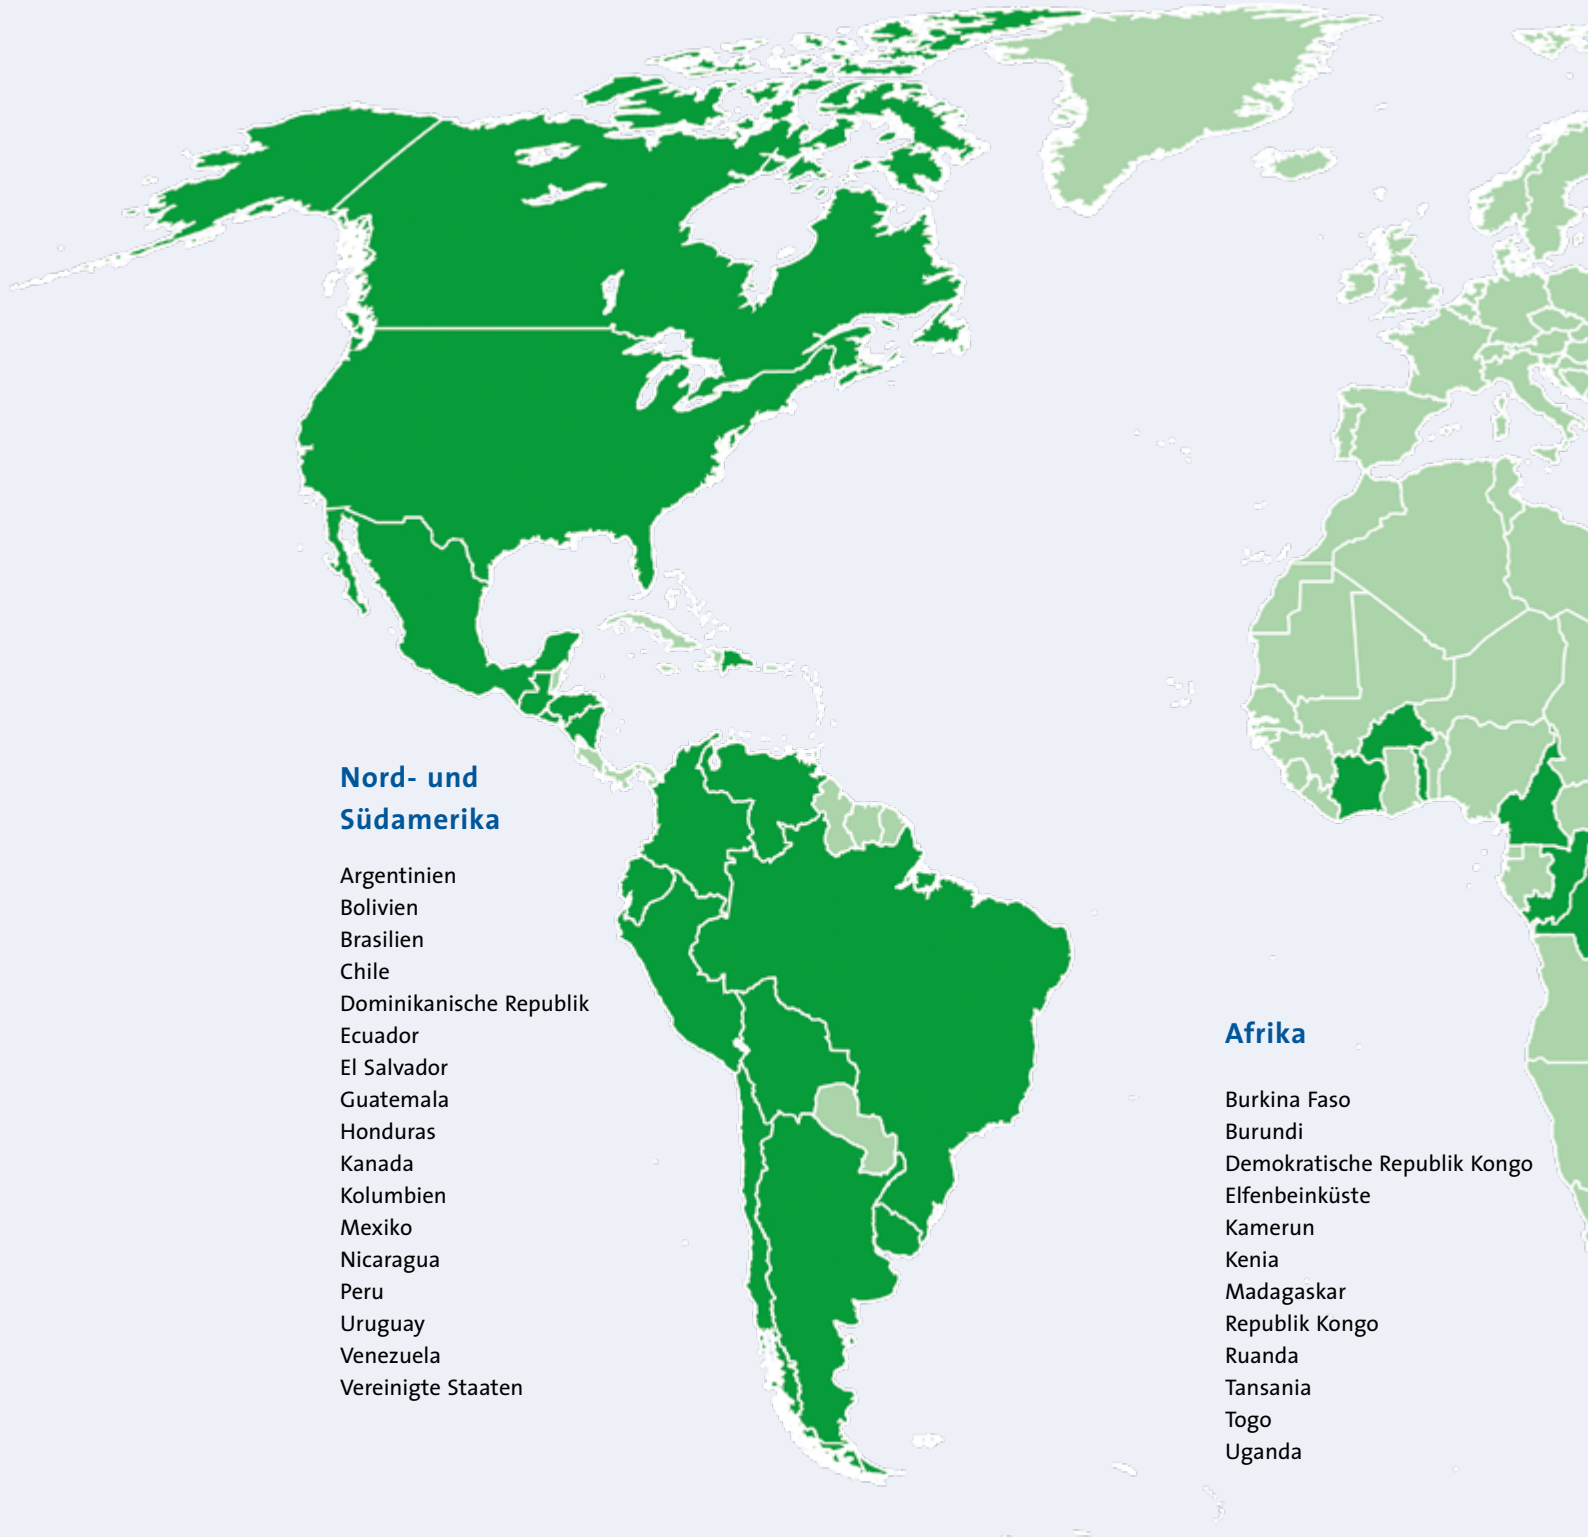 Nord- und
Südamerika
Argentinien
Bolivien
Brasilien
Chile
Dominikanische Republik
Ecuador
El Salvador
Guatemala
Honduras
Kanada
Kolumbien
Mexiko
Nicaragua
Peru
Uruguay
Venezuela
Vereinigte Staaten
Afrika
Burkina Faso
Burundi
Demokratische Republik Kongo
Elfenbeinküste
Kamerun
Kenia
Madagaskar
Republik Kongo
Ruanda
Tansania
Togo
Uganda